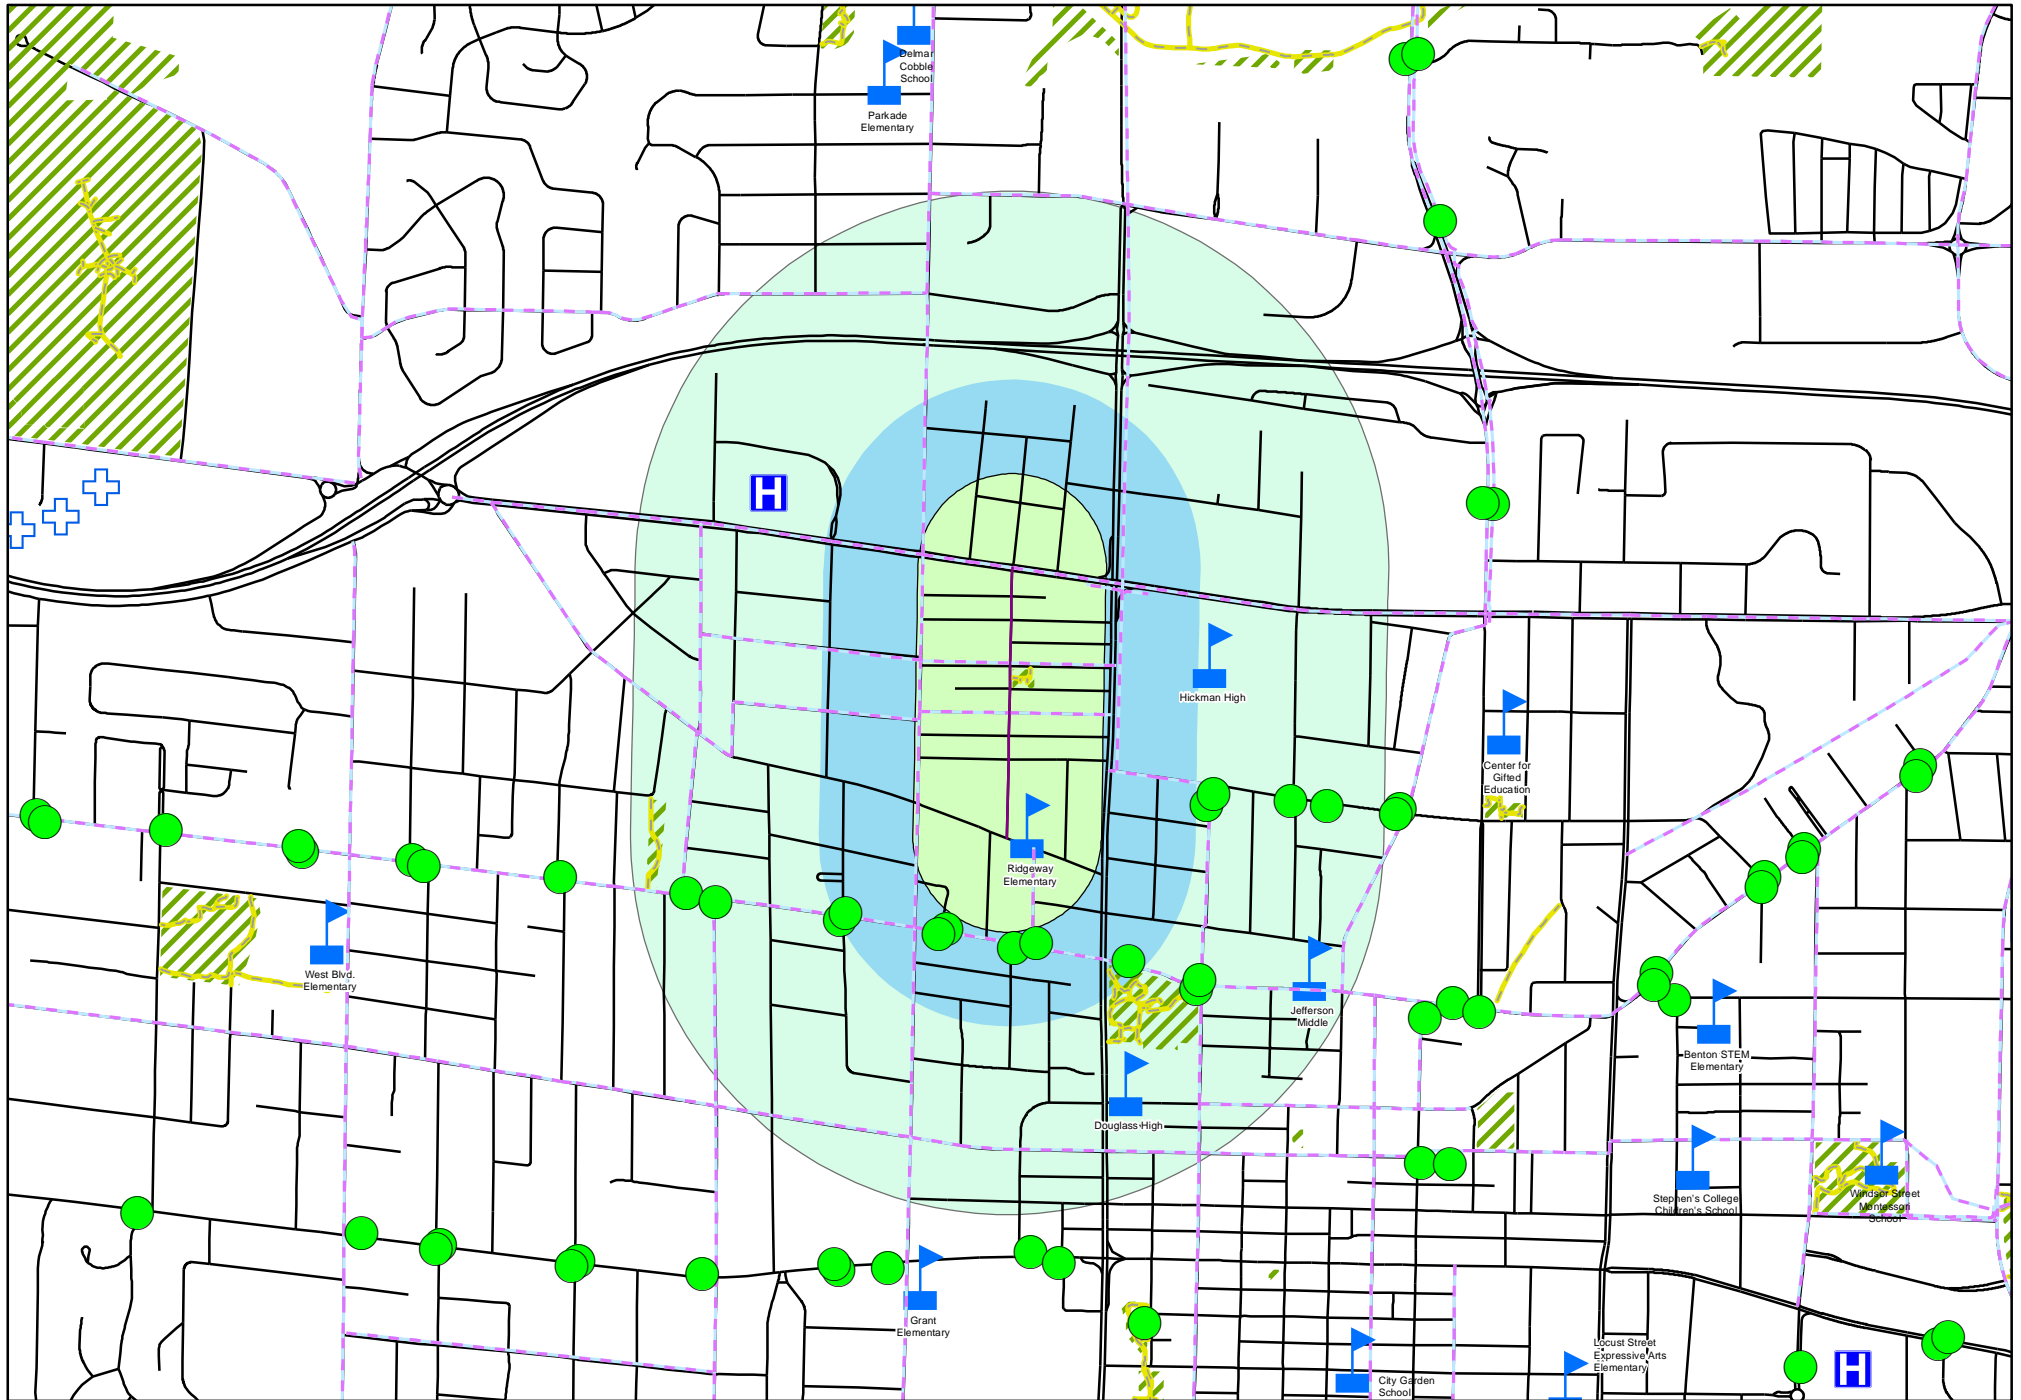 Delmar
Cobble
School
Parkade
Elementary
H
Hickman High
Center for
Gifted
Education
Ridgeway
Elementary
West Blvd.
Elementary
Jefferson
Middle
Benton STEM
Elementary
Douglass High
Stephen's College
Children's School
Windsor Street
Montessori
School
Grant
Elementary
Locust Street
Expressive Arts
Elementary
City Garden
School
H